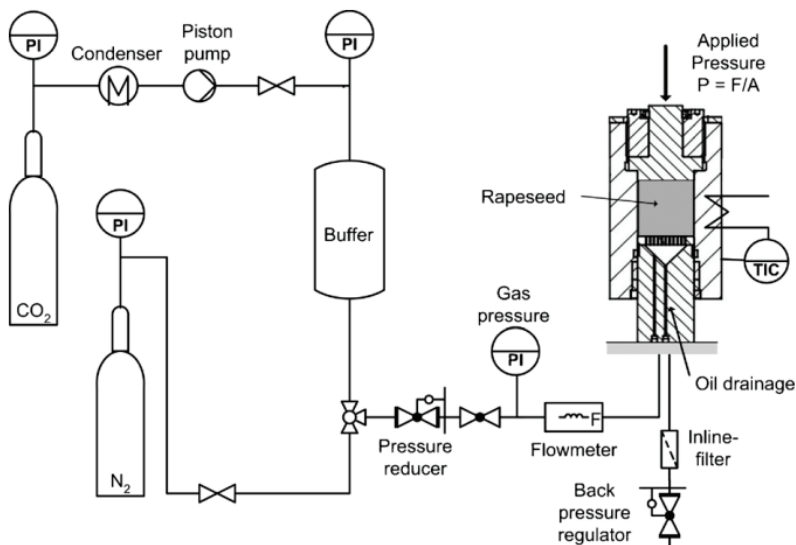 PI
Condenser
Piston
pump
PI
Applied
Pressure
P = F/A
Rapeseed
PI
Buffer
TIC
CO2
Gas
pressure
PI
Oil drainage
F
Pressure
reducer
Flowmeter
Inline-
filter
N2
Back
pressure
regulator